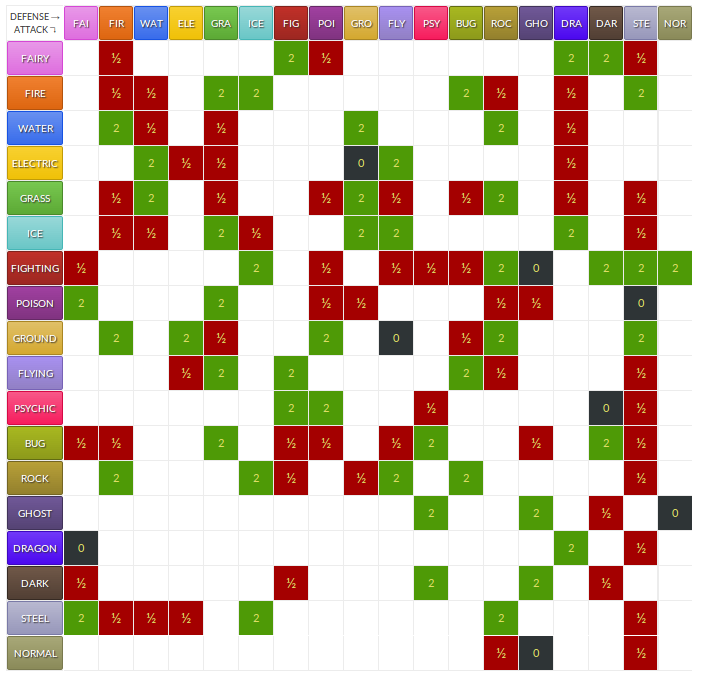 DEFENSE→
ATTACK⤵ FAI FIR WAT ELE GRA ICE FIG POI GRO FLY PSY BUG ROC GHO DRA DAR STE NOR
FAIRY ½ 2 ½ 2 2 ½
FIRE ½ ½ 2 2 2 ½ ½ 2
WATER 2 ½ ½ 2 2 ½
ELECTRIC 2 ½ ½ 0 2 ½
GRASS ½ 2 ½ ½ 2 ½ ½ 2 ½ ½
ICE ½ ½ 2 ½ 2 2 2 ½
FIGHTING ½ 2 ½ ½ ½ ½ 2 0 2 2 2
POISON 2 2 ½ ½ ½ ½ 0
GROUND 2 2 ½ 2 0 ½ 2 2
FLYING ½ 2 2 2 ½ ½
PSYCHIC 2 2 ½ 0 ½
BUG ½ ½ 2 ½ ½ ½ 2 ½ 2 ½
ROCK 2 2 ½ ½ 2 2 ½
GHOST 2 2 ½ 0
DRAGON 0 2 ½
DARK ½ ½ 2 2 ½
STEEL 2 ½ ½ ½ 2 2 ½
NORMAL ½ 0 ½